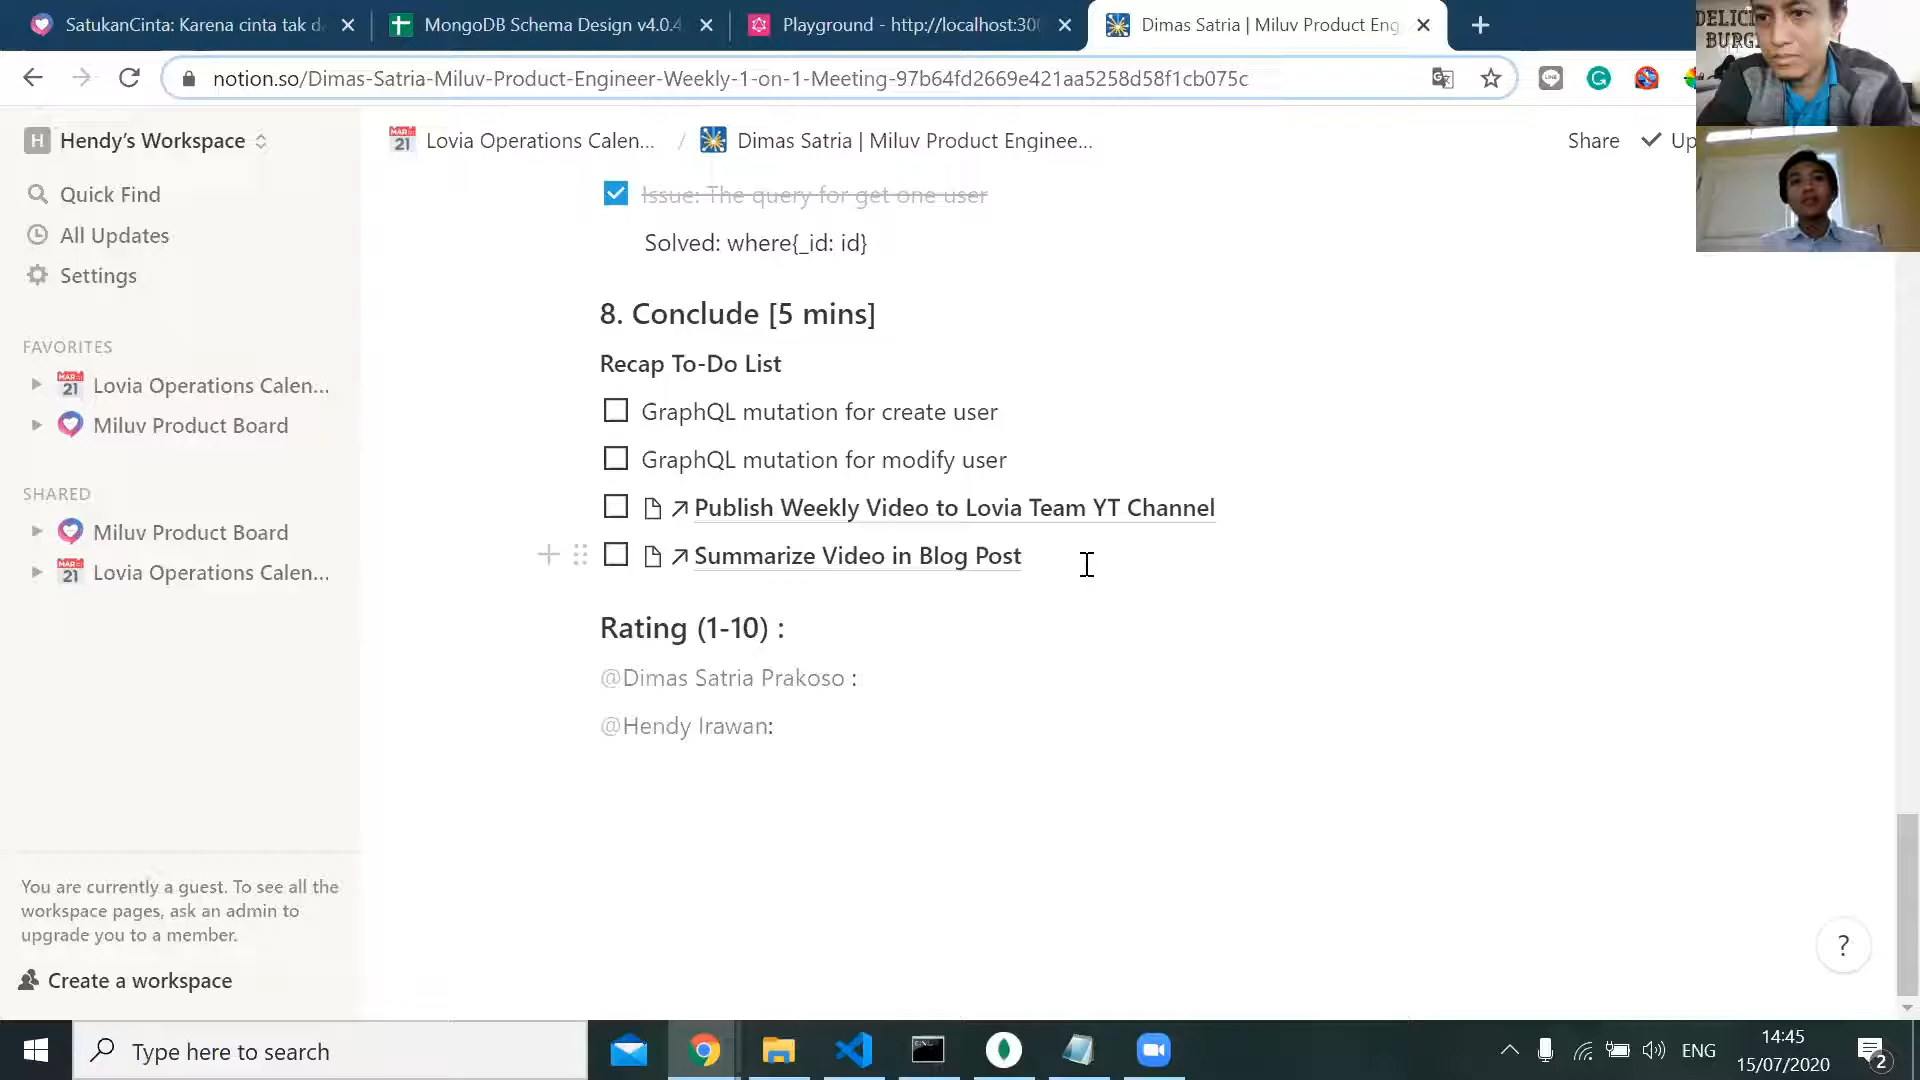 SatukanCinta: Karena cinta tak d
MongoDB Schema Design v4.0.4
Playground - http://localhost:300
Dimas Satria | Miluv Product Eng
notion.so/Dimas-Satria-Miluv-Product-Engineer-Weekly-1-on-1-Meeting-97b64fd2669e421aa5258d58f1cb075c
DELICI
BURG
H Hendy's Workspace
Lovia Operations Calen... / Dimas Satria | Miluv Product Enginee...
Share Up
Quick Find
All Updates
Settings
FAVORITES
Lovia Operations Calen...
Miluv Product Board
SHARED
Miluv Product Board
Lovia Operations Calen...
You are currently a guest. To see all the
workspace pages, ask an admin to
upgrade you to a member.
Create a workspace
Issue: The query for get one user
Solved: where{_id: id}
8. Conclude [5 mins]
Recap To-Do List
GraphQL mutation for create user
GraphQL mutation for modify user
Publish Weekly Video to Lovia Team YT Channel
Summarize Video in Blog Post
Rating (1-10) :
@Dimas Satria Prakoso :
@Hendy Irawan:
?
Type here to search
ENG
14:45
15/07/2020
2